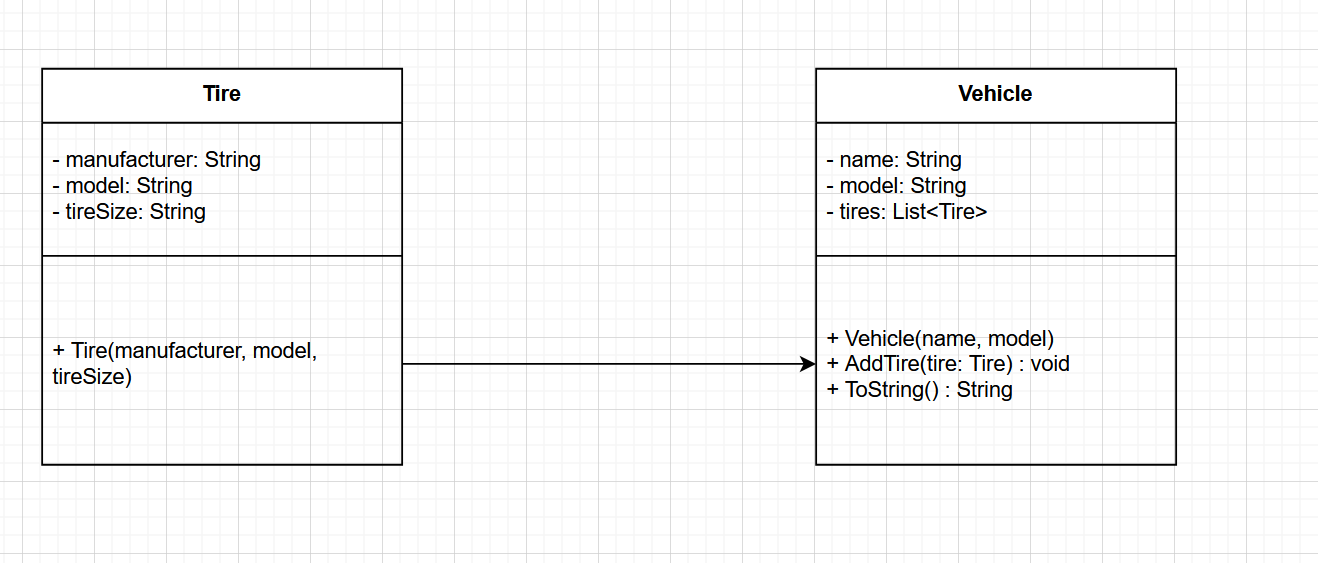 Tire
- manufacturer: String
- model: String
- tireSize: String
+ Tire(manufacturer, model,
tireSize)
Vehicle
- name: String
- model: String
- tires: List<Tire>
+ Vehicle(name, model)
+ AddTire(tire: Tire) : void
+ ToString() : String